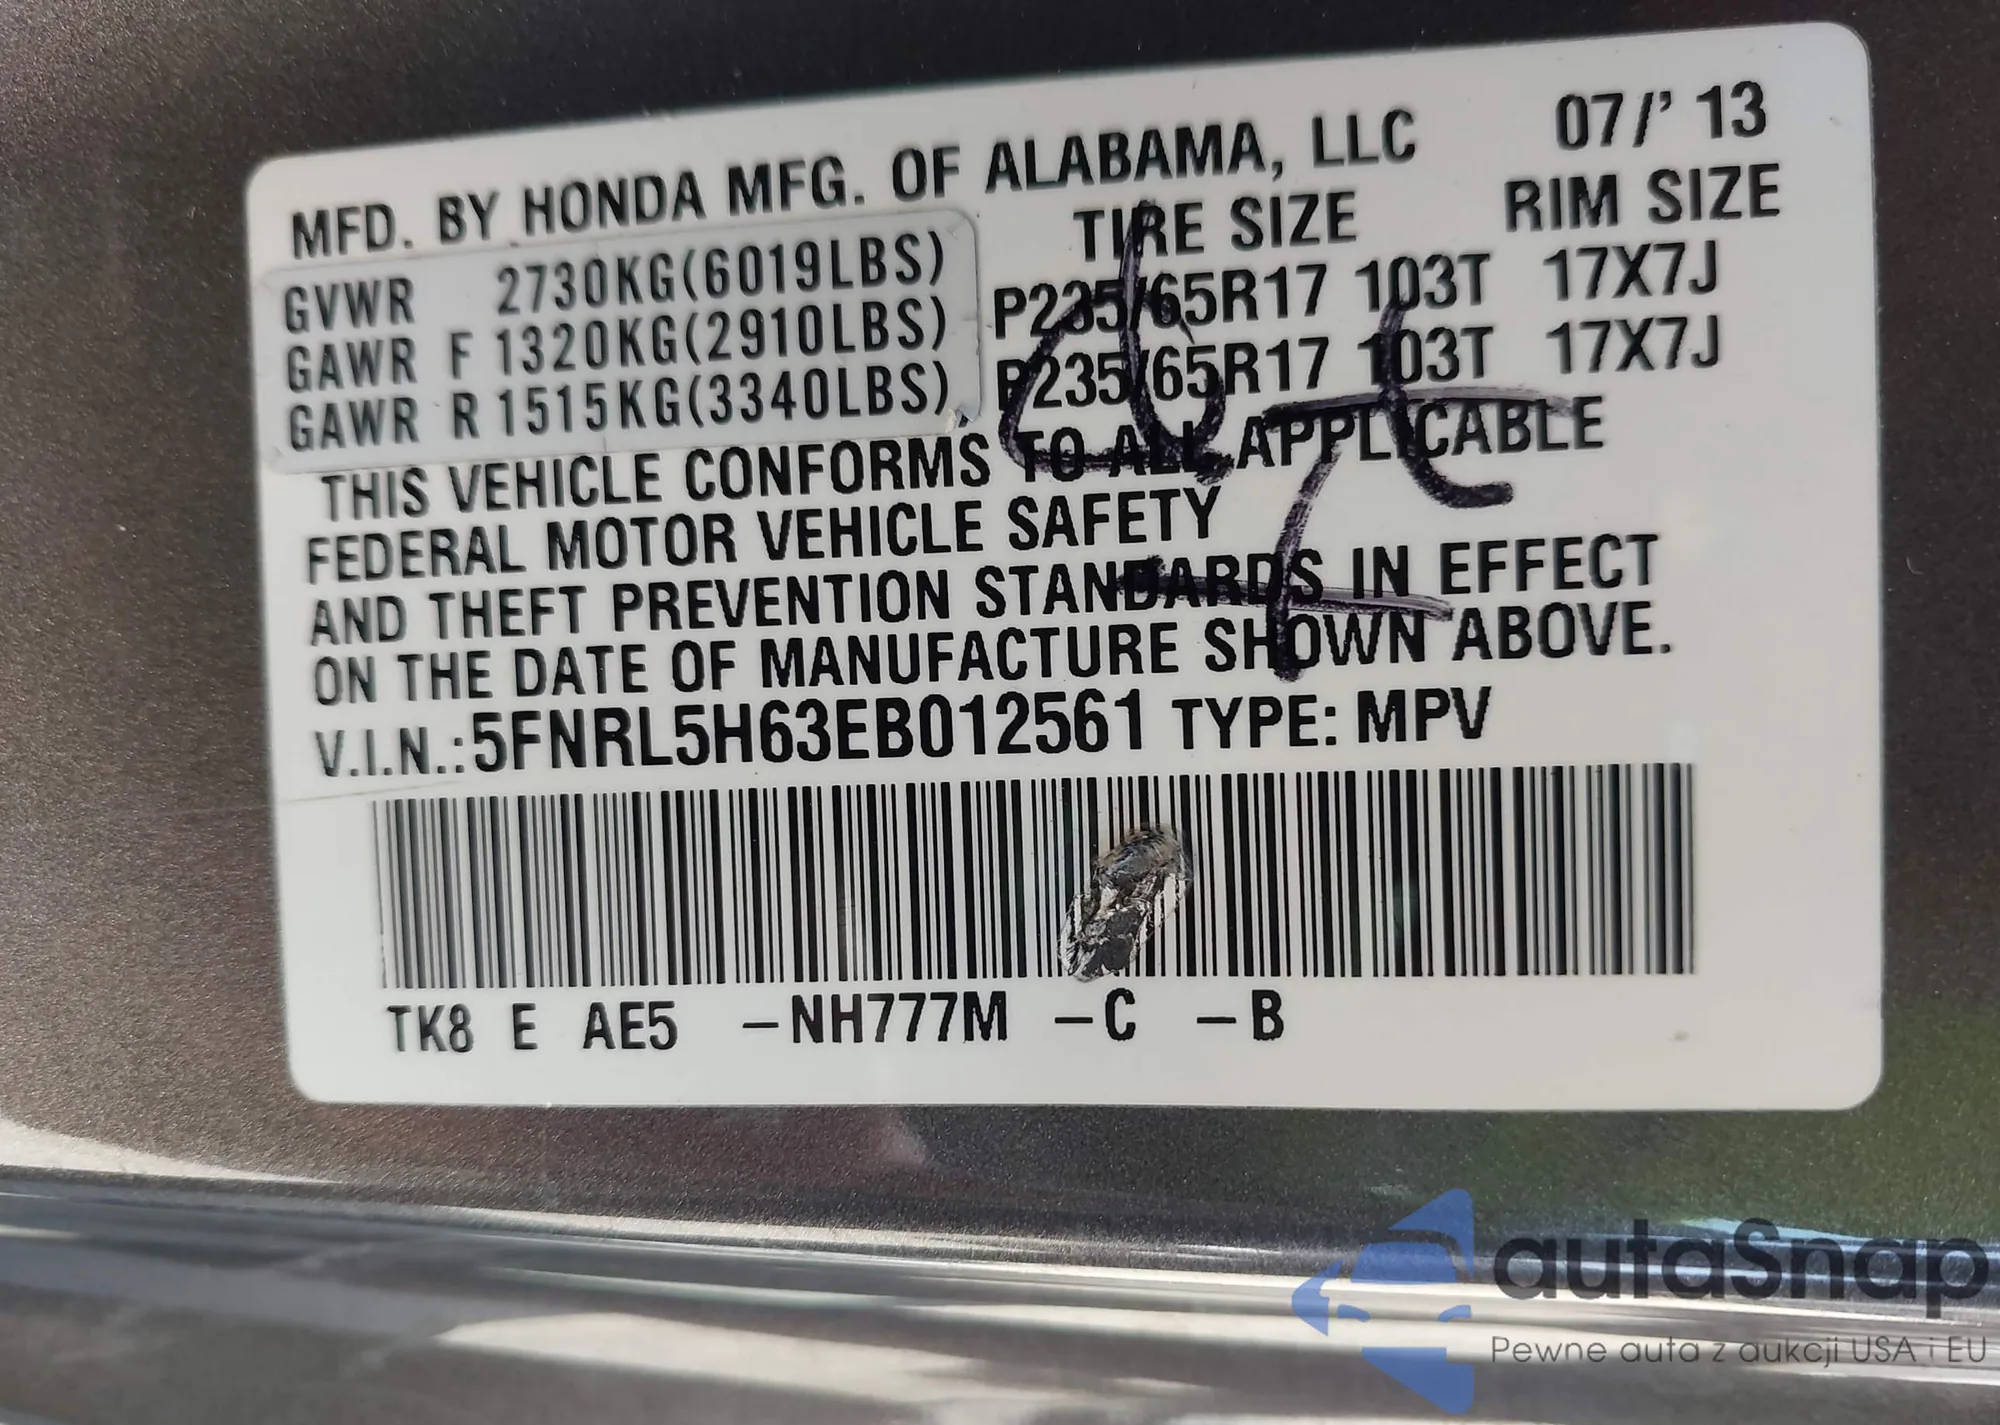 MFD. BY HONDA MFG. OF ALABAMA, LLC 07/' 13
TIRE SIZE RIM SIZE
GVWR 2730KG(6019LBS)
GAWR F 1320KG(2910LBS) P235/65R17 103T 17X7J
GAWR R 1515KG(3340LBS) P235/65R17 103T 17X7J
THIS VEHICLE CONFORMS TO ALL APPLICABLE
FEDERAL MOTOR VEHICLE SAFETY
AND THEFT PREVENTION STANDARDS IN EFFECT
ON THE DATE OF MANUFACTURE SHOWN ABOVE.
V.I.N.:5FNRL5H63EB012561 TYPE: MPV
TK8 E AE5 –NH777M –C –B
autaSnap
Pewne auta z aukcji USA i EU